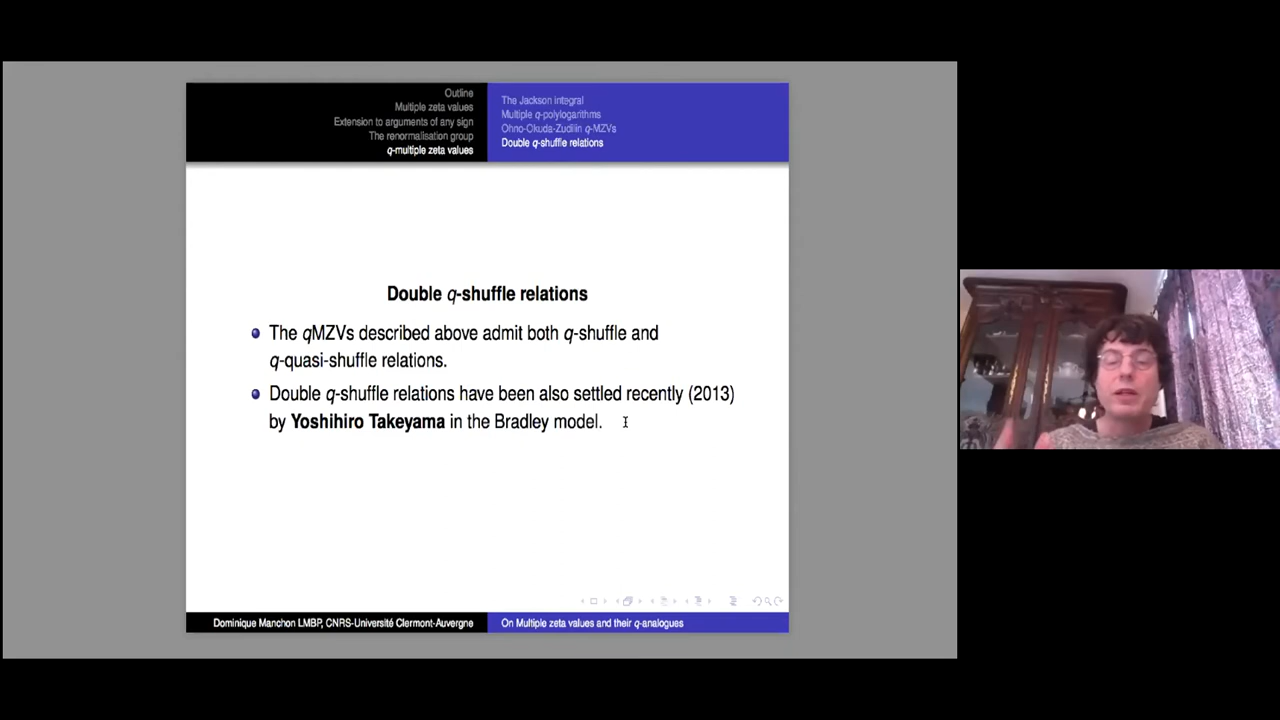 Outline
Multiple zeta values
Extension to arguments of any sign
The renormalisation group
q-multiple zeta values
The Jackson integral
Multiple q-polylogarithms
Ohno-Okuda-Zudilin q-MZVs
Double q-shuffle relations
Double q-shuffle relations
The qMZVs described above admit both q-shuffle and
q-quasi-shuffle relations.
Double q-shuffle relations have been also settled recently (2013)
by Yoshihiro Takeyama in the Bradley model.
Dominique Manchon LMBP, CNRS-Université Clermont-Auvergne
On Multiple zeta values and their q-analogues